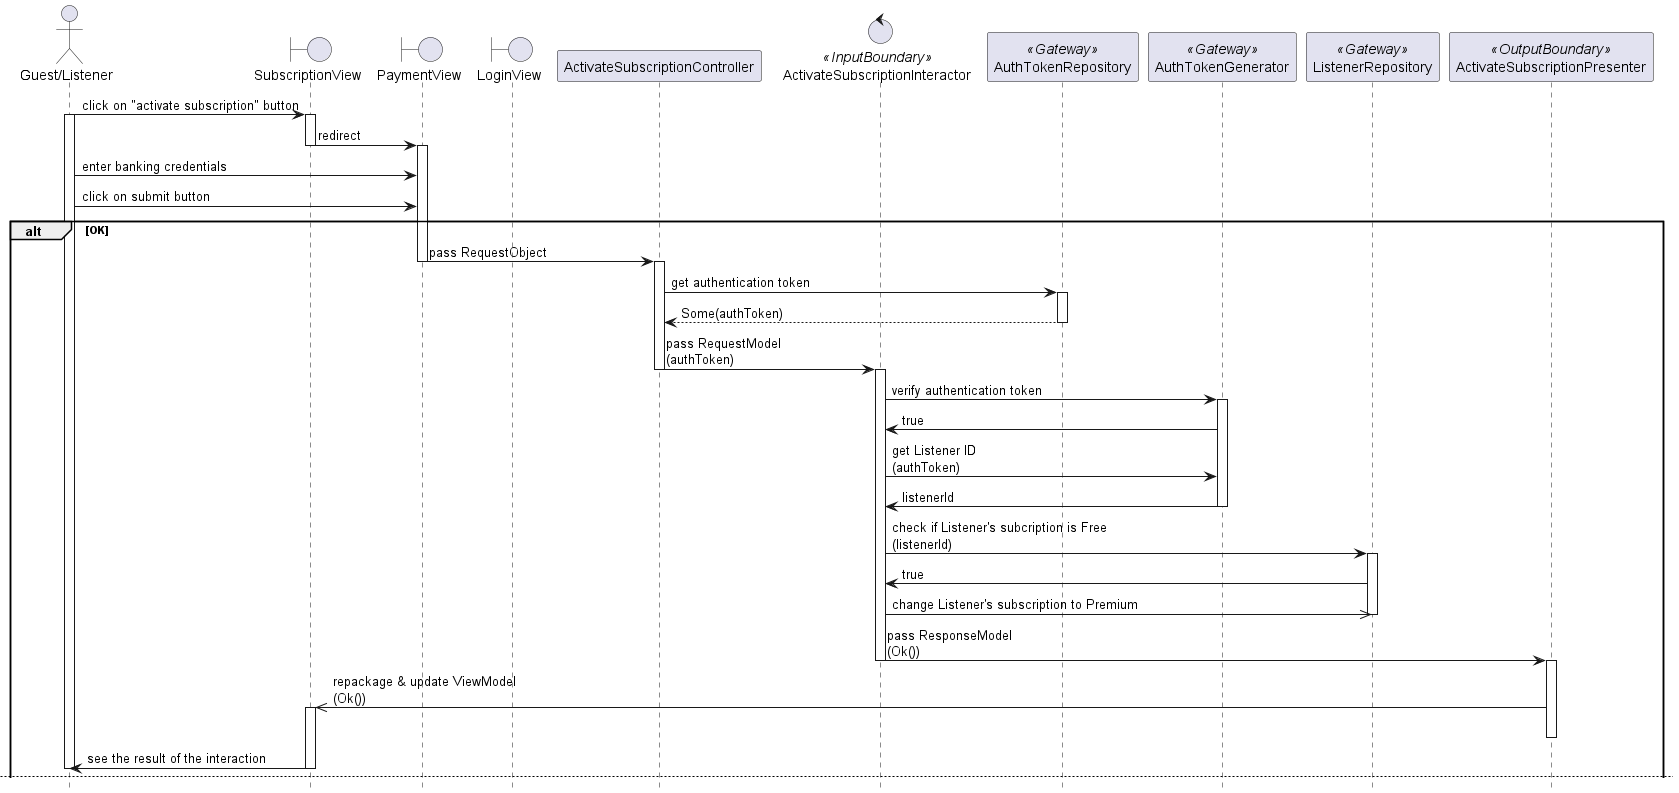 Guest/Listener
SubscriptionView
PaymentView
LoginView
ActivateSubscriptionController
«InputBoundary»
ActivateSubscriptionInteractor
«Gateway»
AuthTokenRepository
«Gateway»
AuthTokenGenerator
«Gateway»
ListenerRepository
«OutputBoundary»
ActivateSubscriptionPresenter
click on "activate subscription" button
redirect
enter banking credentials
click on submit button
alt
[OK]
pass RequestObject
get authentication token
Some(authToken)
pass RequestModel
(authToken)
verify authentication token
true
get Listener ID
(authToken)
listenerId
check if Listener's subcription is Free
(listenerId)
true
change Listener's subscription to Premium
pass ResponseModel
(Ok())
repackage & update ViewModel
(Ok())
see the result of the interaction